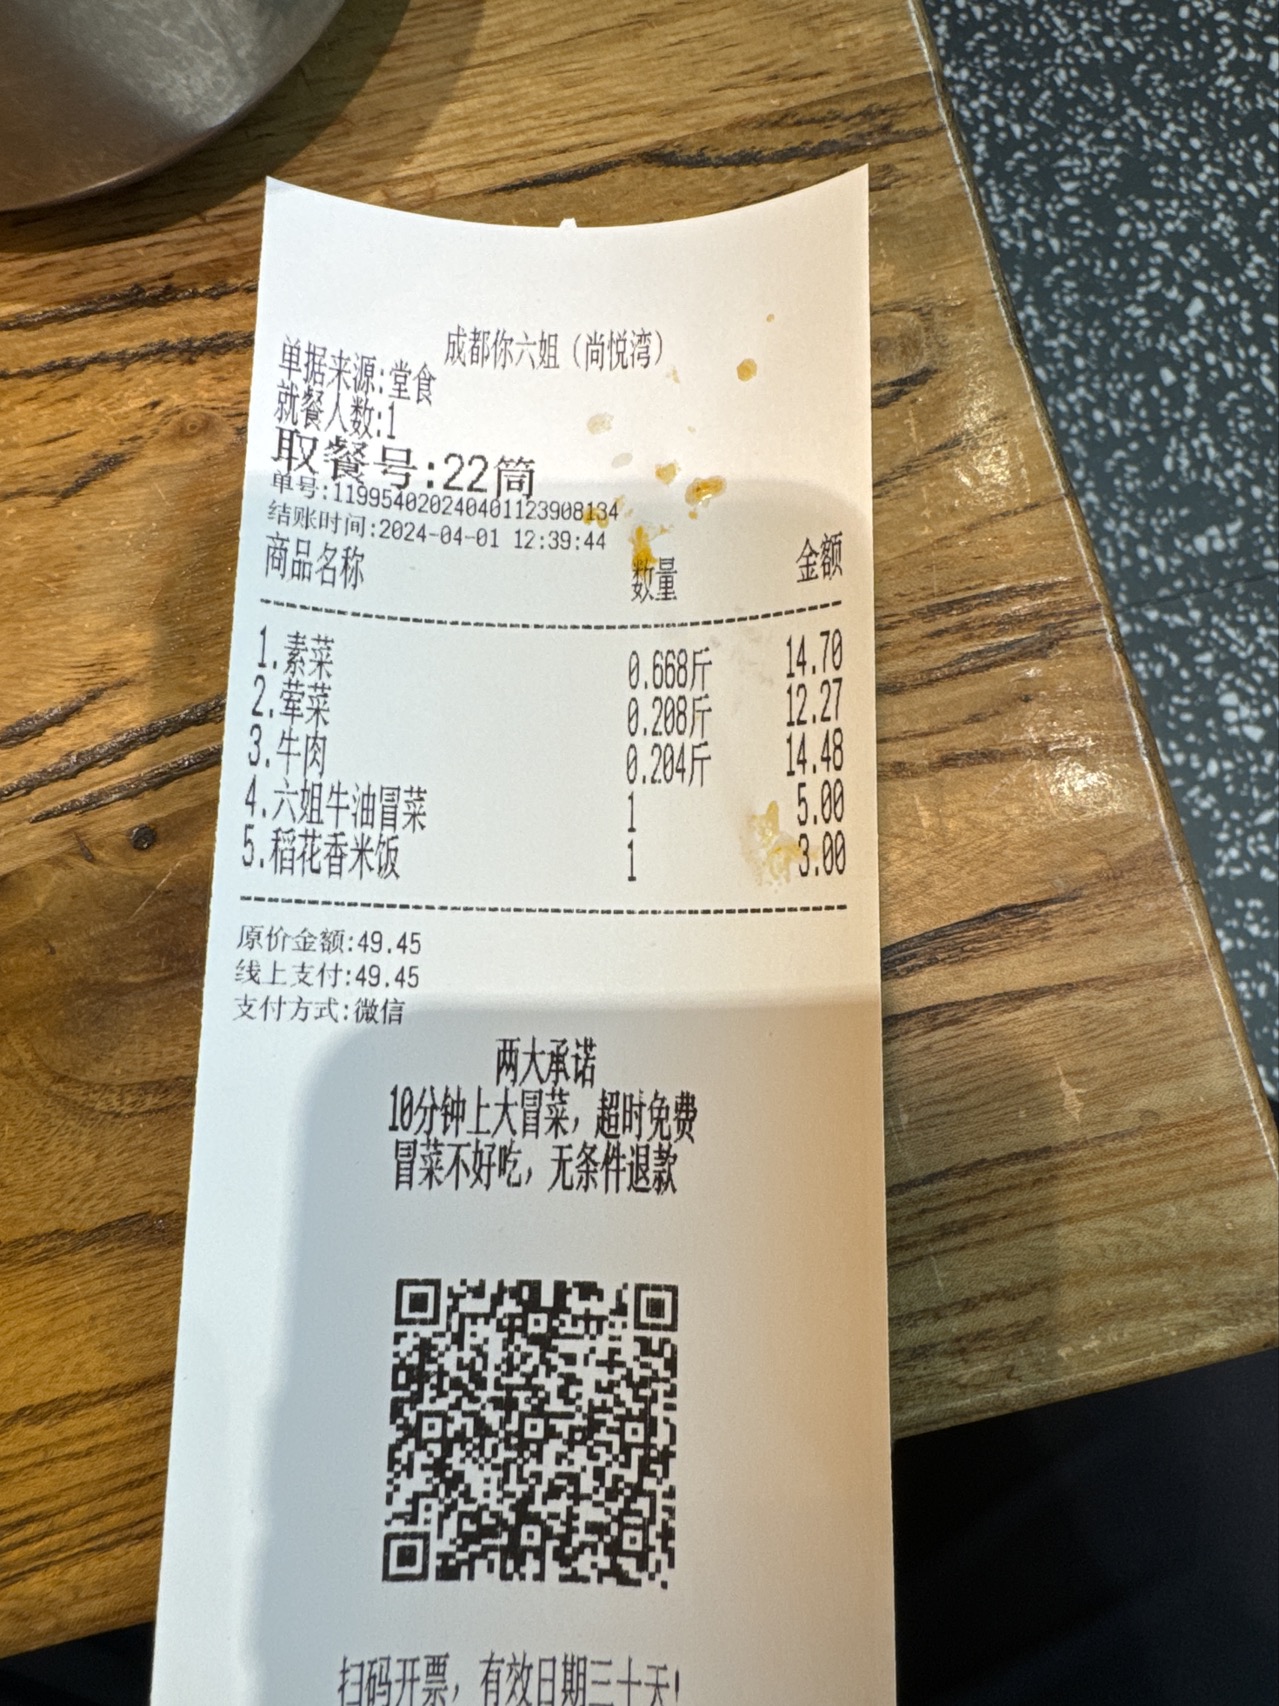 成都你六姐（尚悦湾）
单据来源:堂食
就餐人数:1
取餐号:22筒
单号:119954020240401123908134
结账时间:2024-04-01 12:39:44
商品名称 数量 金额
1.素菜 0.668斤 14.70
2.荤菜 0.208斤 12.27
3.牛肉 0.204斤 14.48
4.六姐牛油冒菜 1 5.00
5.稻花香米饭 1 3.00
原价金额:49.45
线上支付:49.45
支付方式:微信
两大承诺
10分钟上大冒菜，超时免费
冒菜不好吃，无条件退款
扫码开票，有效日期三十天!